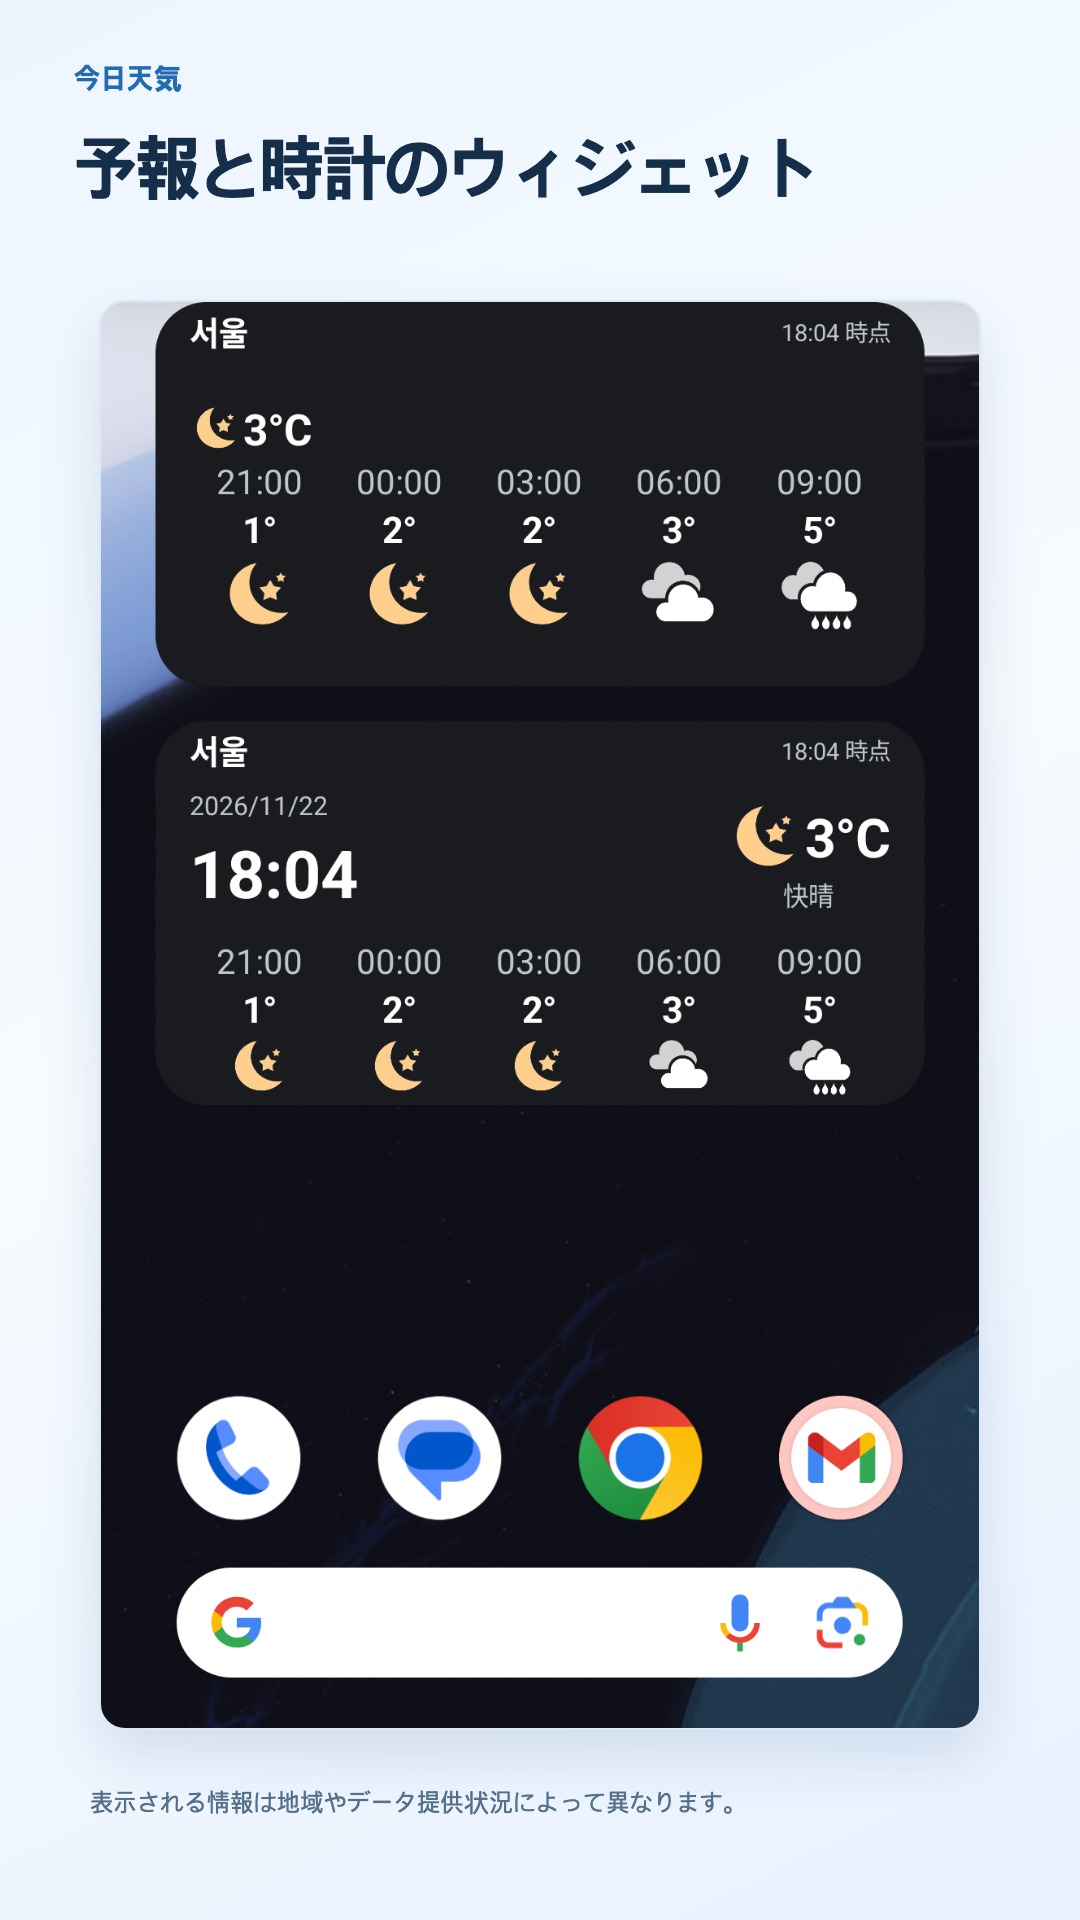 今日天気
予報と時計のウィジェット
서울
18:04 時点
3°C
21:00 00:00 03:00 06:00 09:00
1° 2° 2° 3° 5°
서울
18:04 時点
2026/11/22
18:04
3°C
快晴
21:00 00:00 03:00 06:00 09:00
1° 2° 2° 3° 5°
表示される情報は地域やデータ提供状況によって異なります。